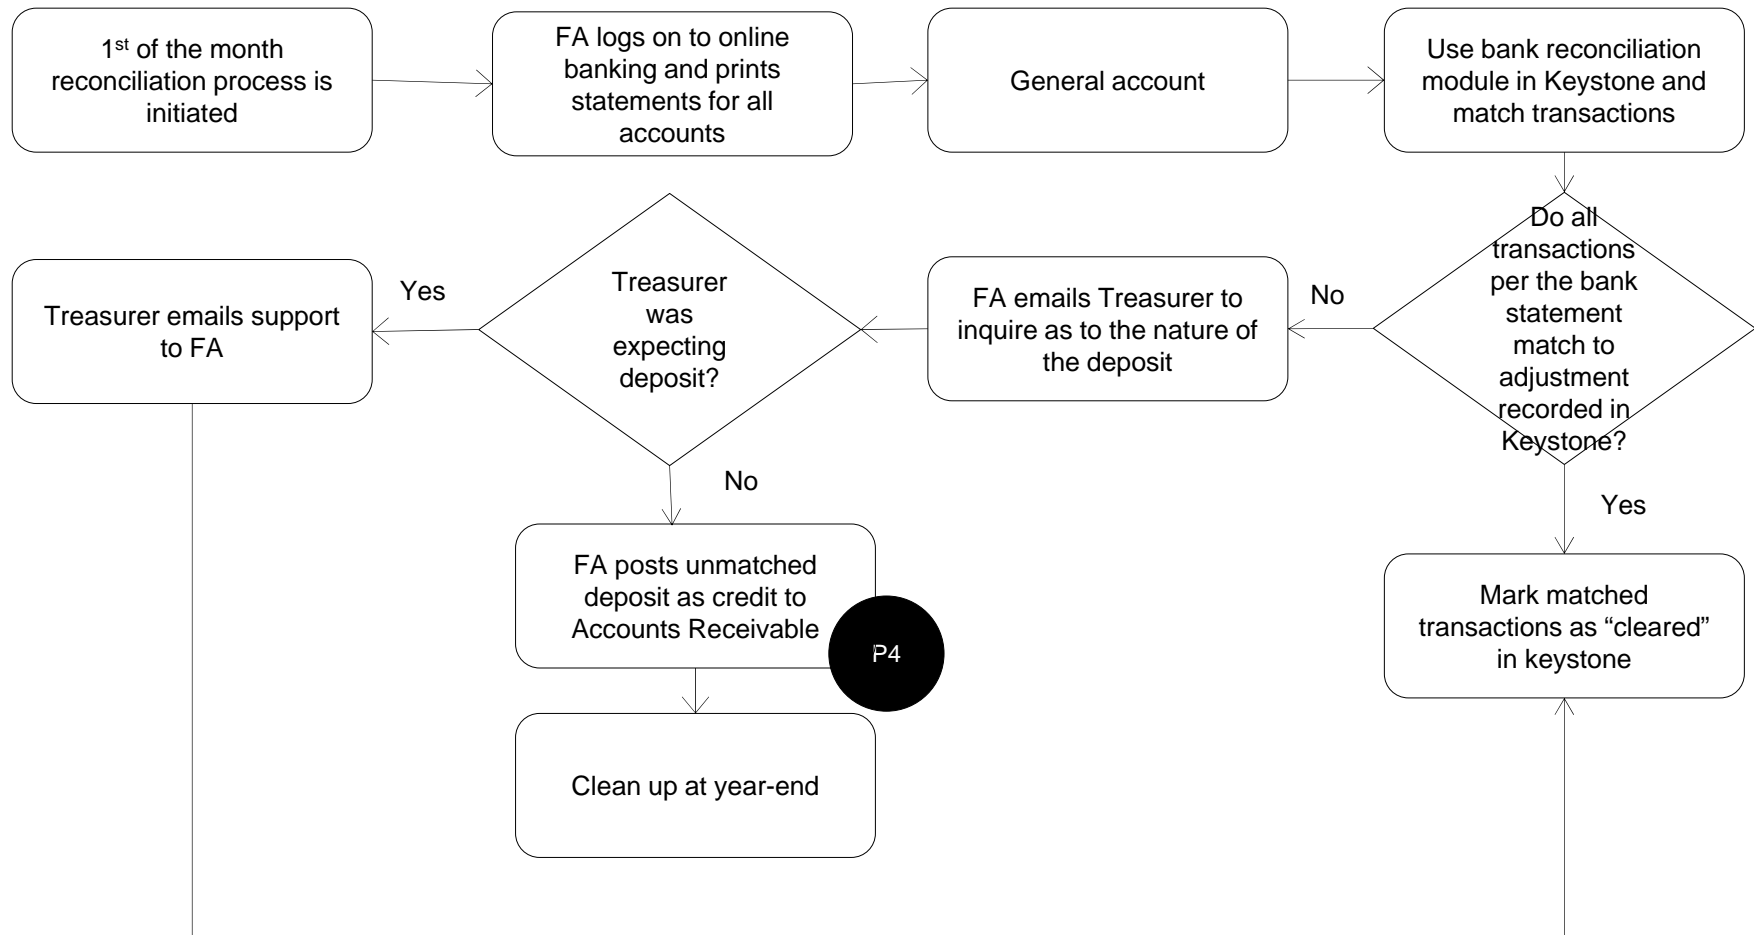 1st of the month
reconciliation process is
initiated
FA logs on to online
banking and prints
statements for all
accounts
General account
Use bank reconciliation
module in Keystone and
match transactions
Do all
transactions
per the bank
statement
match to
adjustment
recorded in
Keystone?
No
FA emails Treasurer to
inquire as to the nature of
the deposit
Treasurer
was
expecting
deposit?
Yes
Treasurer emails support
to FA
No
FA posts unmatched
deposit as credit to
Accounts Receivable
P4
Clean up at year-end
Yes
Mark matched
transactions as “cleared”
in keystone